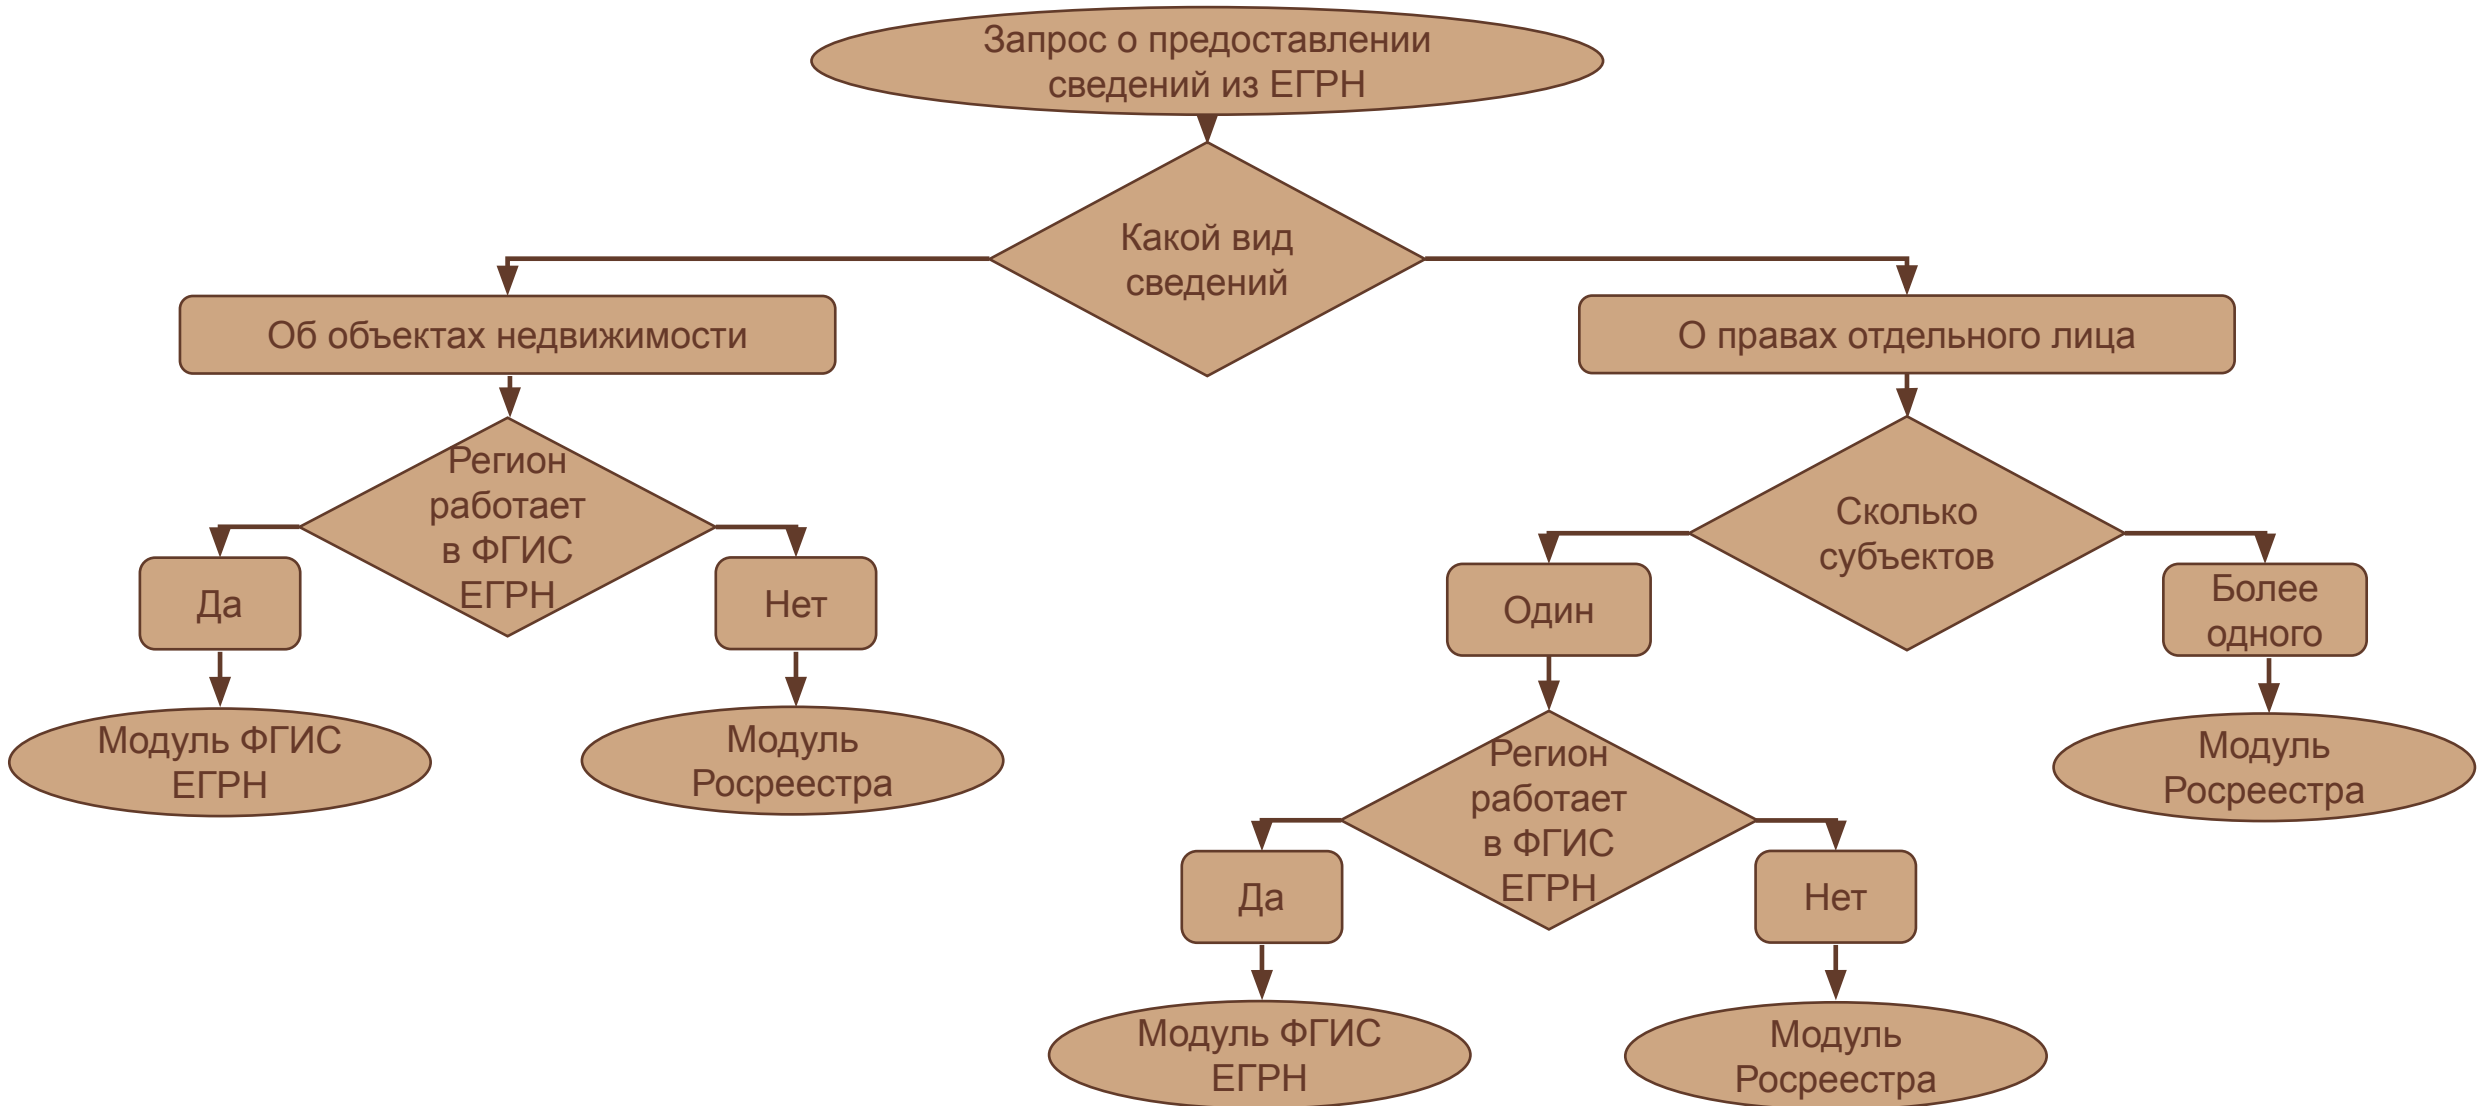 Запрос о предоставлении
сведений из ЕГРН
Какой вид
сведений
Об объектах недвижимости
О правах отдельного лица
Регион
работает
в ФГИС
ЕГРН
Сколько
субъектов
Да
Нет
Один
Более
одного
Модуль ФГИС
ЕГРН
Модуль
Росреестра
Регион
работает
в ФГИС
ЕГРН
Модуль
Росреестра
Да
Нет
Модуль ФГИС
ЕГРН
Модуль
Росреестра